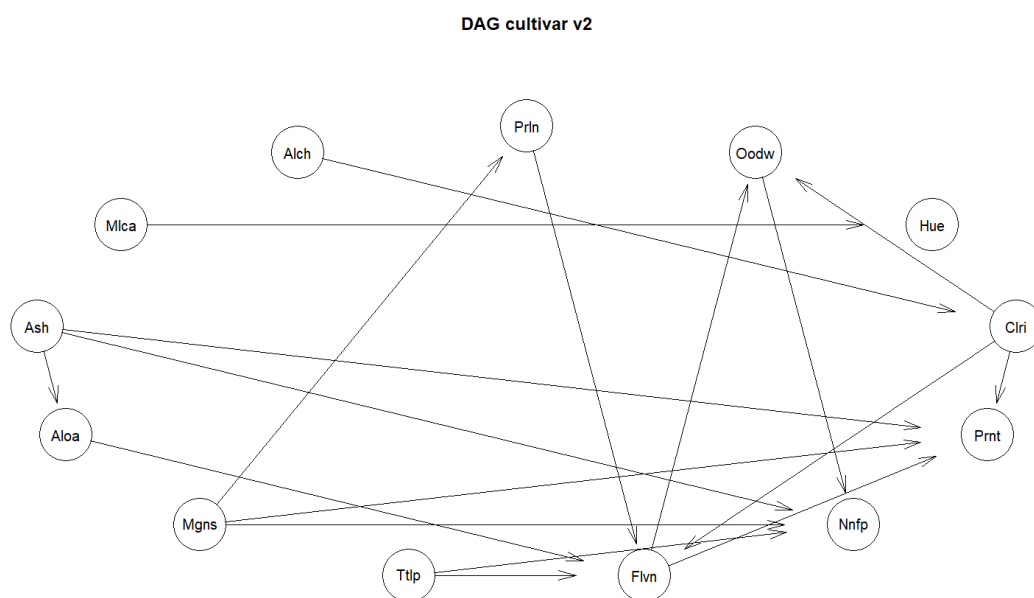 DAG cultivar v2
Prln
Alch
Oodw
Mlca
Hue
Ash
Clri
Aloa
Prnt
Mgns
Nnfp
Ttlp
Flvn